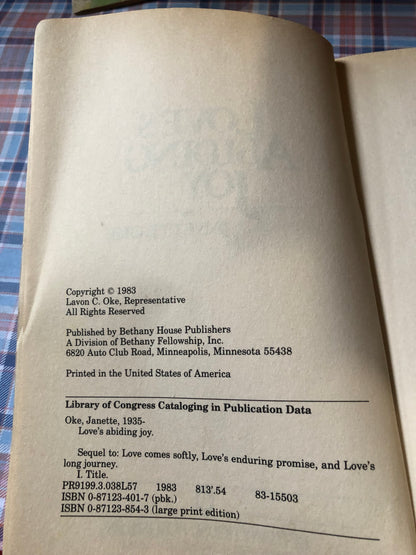 Copyright © 1983
Lavon C. Oke, Representative
All Rights Reserved
Published by Bethany House Publishers
A Division of Bethany Fellowship, Inc.
6820 Auto Club Road, Minneapolis, Minnesota 55438
Printed in the United States of America
Library of Congress Cataloging in Publication Data
Oke, Janette, 1935-
Love's abiding joy.
Sequel to: Love comes softly, Love's enduring promise, and Love's
long journey.
I. Title.
PR9199.3.038L57 1983 813'.54 83-15503
ISBN 0-87123-401-7 (pbk.)
ISBN 0-87123-854-3 (large print edition)